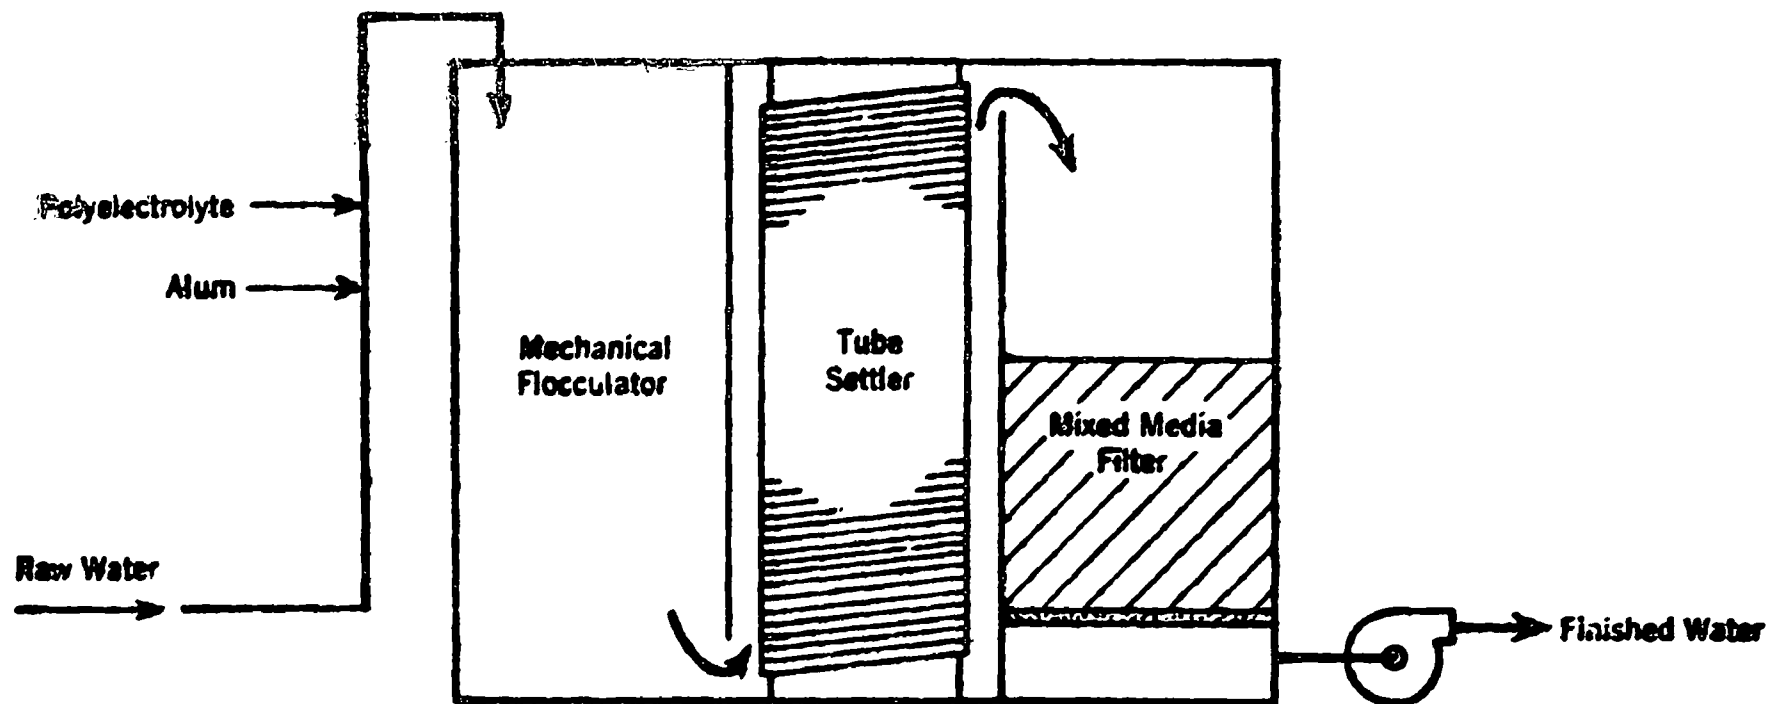 Polyelectrolyte
Alum
Mechanical
Flocculator
Tube
Settler
Mixed Media
Filter
Raw Water
Finished Water